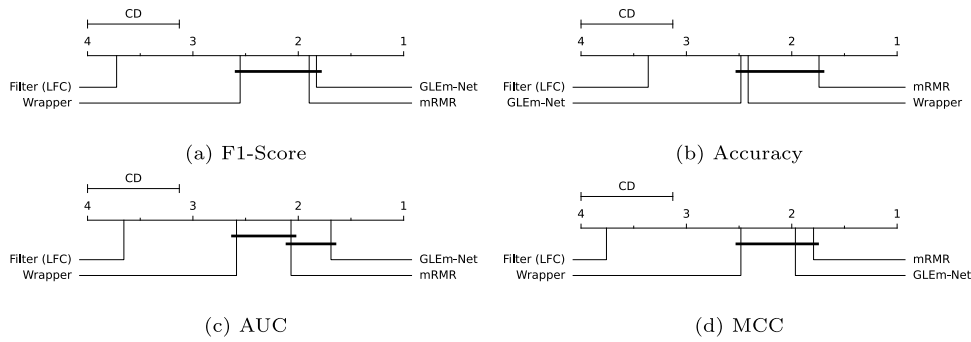 CD
4 3 2 1
Filter (LFC) GLEm-Net
Wrapper mRMR
(a) F1-Score
CD
4 3 2 1
Filter (LFC) mRMR
GLEm-Net Wrapper
(b) Accuracy
CD
4 3 2 1
Filter (LFC) GLEm-Net
Wrapper mRMR
(c) AUC
CD
4 3 2 1
Filter (LFC) mRMR
Wrapper GLEm-Net
(d) MCC